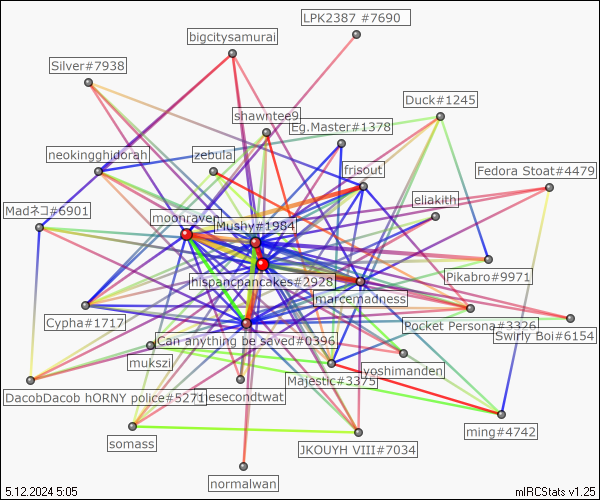 LPK2387 #7690
bigcitysamurai
Silver#7938
Duck#1245
shawntee9
Eg.Master#1378
neokingghidorah
zebula
frisout
Fedora Stoat#4479
eliakith
Madネコ#6901
moonraven
Mushy#1984
Pikabro#9971
hispancpancakes#2928
marcemadness
Cypha#1717
Pocket Persona#3326
Swirly Boi#6154
Can anything be saved#0396
mukszi
yoshimanden
Majestic#3375
DacobDacob hORNY police#5271
thesecondtwat
ming#4742
somass
JKOUYH VIII#7034
normalwan
5.12.2024 5:05
mIRCStats v1.25